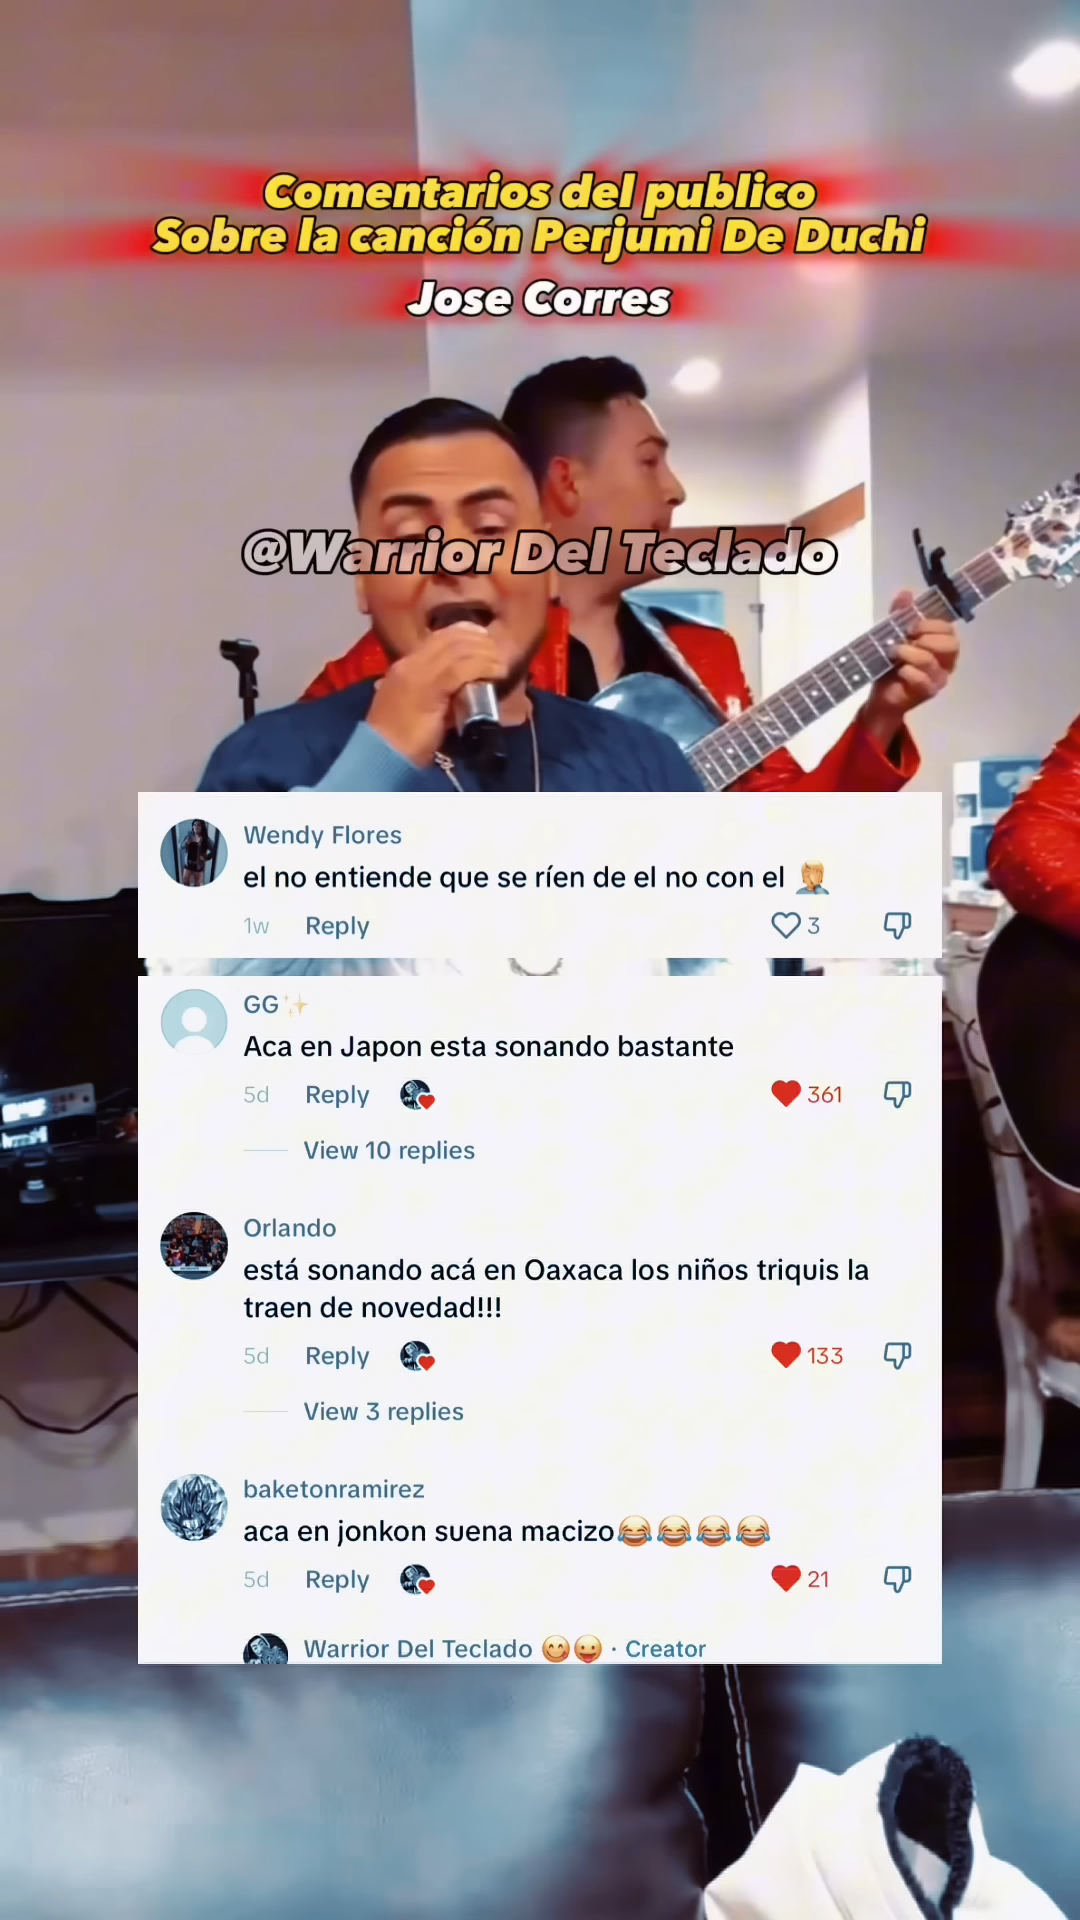 Comentarios del publico
Sobre la canción Perjumi De Duchi
Jose Corres
@Warrior Del Teclado
Wendy Flores
el no entiende que se ríen de el no con el 🤦
1w Reply 3
GG✨
Aca en Japon esta sonando bastante
5d Reply 361
View 10 replies
Orlando
está sonando acá en Oaxaca los niños triquis la
traen de novedad!!!
5d Reply 133
View 3 replies
baketonramirez
aca en jonkon suena macizo😂😂😂😂
5d Reply 21
Warrior Del Teclado 😋😛 · Creator